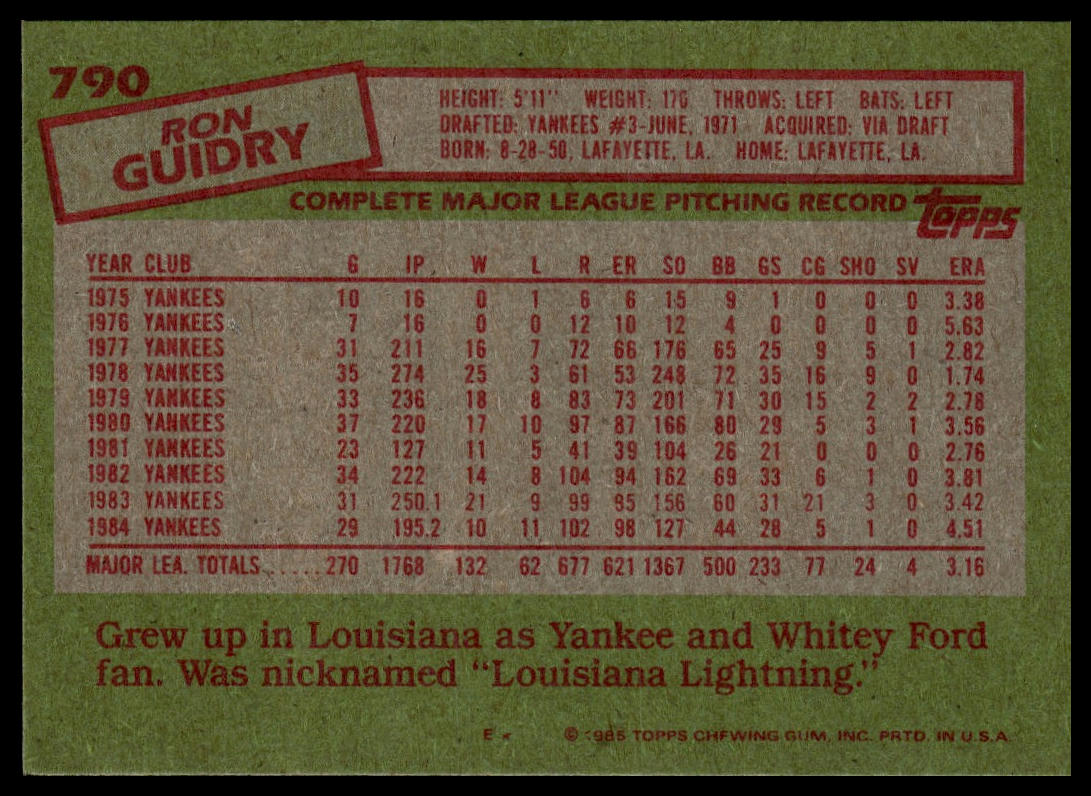 790
RON
GUIDRY
HEIGHT: 5'11" WEIGHT: 170 THROWS: LEFT BATS: LEFT
DRAFTED: YANKEES #3-JUNE, 1971 ACQUIRED: VIA DRAFT
BORN: 8-28-50, LAFAYETTE, LA. HOME: LAFAYETTE, LA.
COMPLETE MAJOR LEAGUE PITCHING RECORD
TOPPS
YEAR CLUB G IP W L R ER SO BB GS CG SHO SV ERA
1975 YANKEES 10 16 0 1 6 6 15 9 1 0 0 0 3.38
1976 YANKEES 7 16 0 0 12 10 12 4 0 0 0 0 5.63
1977 YANKEES 31 211 16 7 72 66 176 65 25 9 5 1 2.82
1978 YANKEES 35 274 25 3 61 53 248 72 35 16 9 0 1.74
1979 YANKEES 33 236 18 8 83 73 201 71 30 15 2 2 2.78
1980 YANKEES 37 220 17 10 97 87 166 80 29 5 3 1 3.56
1981 YANKEES 23 127 11 5 41 39 104 26 21 0 0 0 2.76
1982 YANKEES 34 222 14 8 104 94 162 69 33 6 1 0 3.81
1983 YANKEES 31 250.1 21 9 99 95 156 60 31 21 3 0 3.42
1984 YANKEES 29 195.2 10 11 102 98 127 44 28 5 1 0 4.51
MAJOR LEA. TOTALS......270 1768 132 62 677 621 1367 500 233 77 24 4 3.16
Grew up in Louisiana as Yankee and Whitey Ford
fan. Was nicknamed "Louisiana Lightning."
E * © 1985 TOPPS CHEWING GUM, INC. PRTD. IN U.S.A.